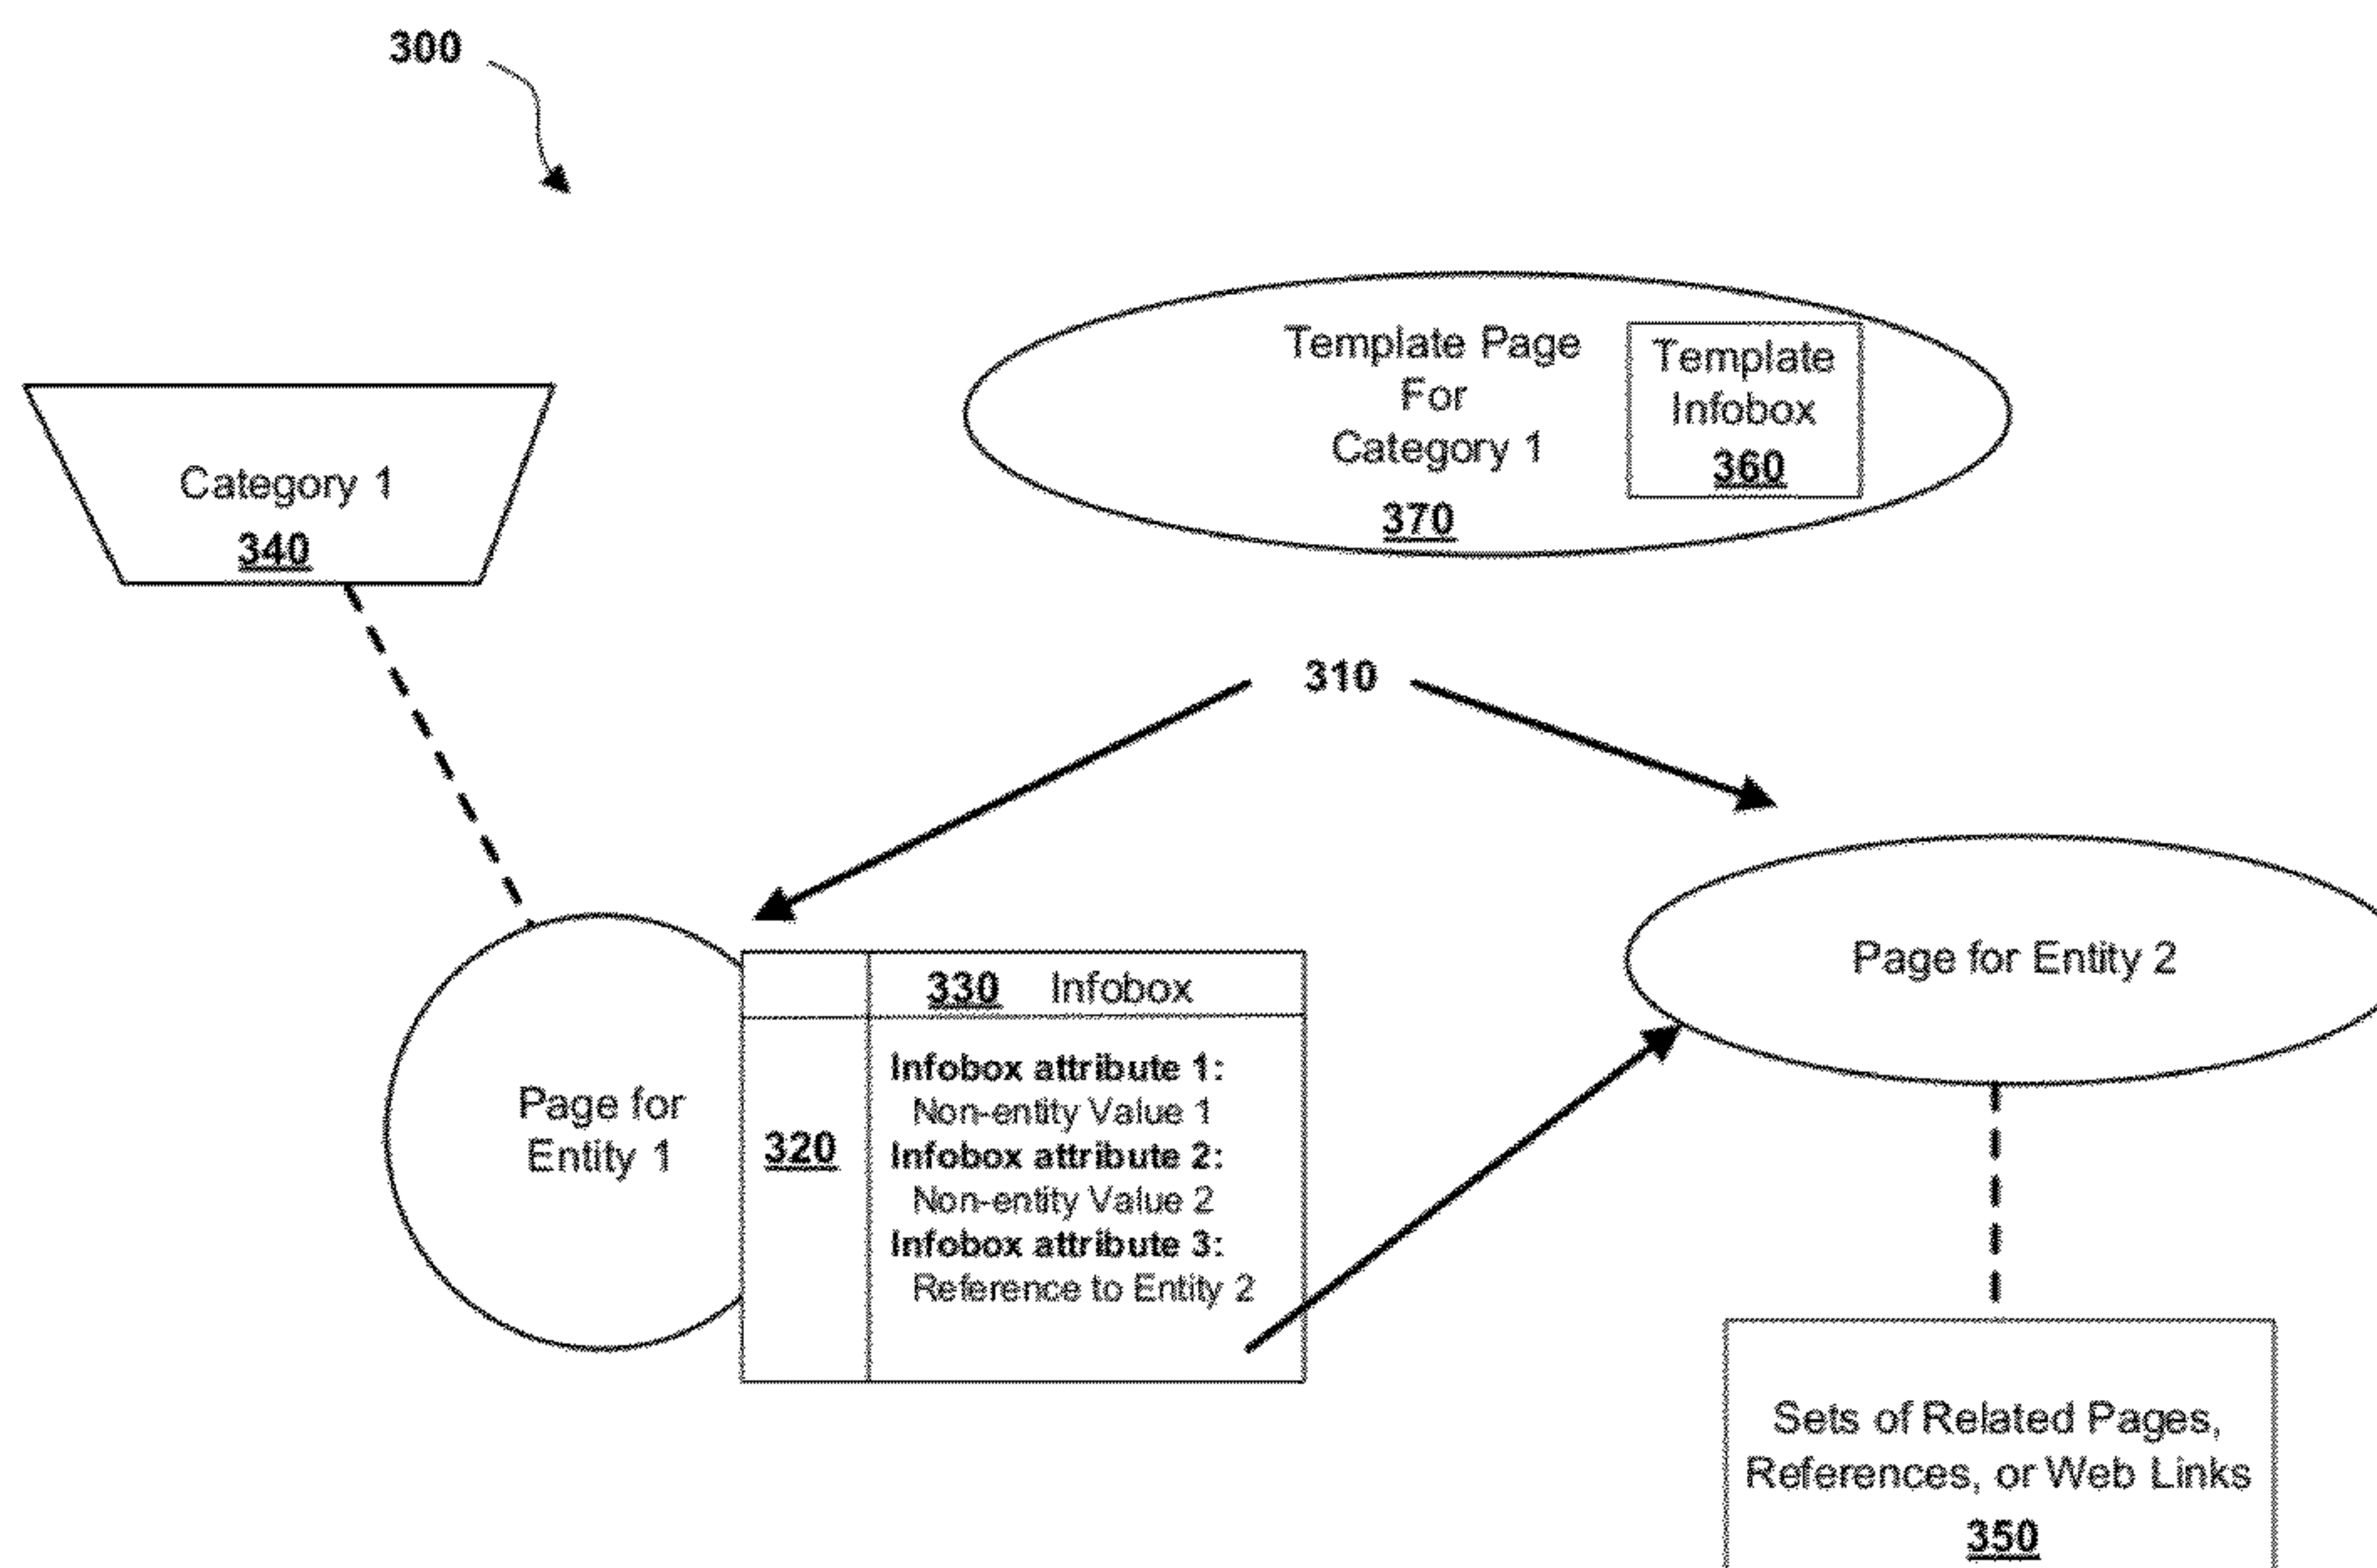 300
Template Page
For
Category 1
370
Template
Infobox
360
Category 1
340
310
Page for
Entity 1
320
330 Infobox
Infobox attribute 1:
Non-entity Value 1
Infobox attribute 2:
Non-entity Value 2
Infobox attribute 3:
Reference to Entity 2
Page for Entity 2
Sets of Related Pages,
References, or Web Links
350